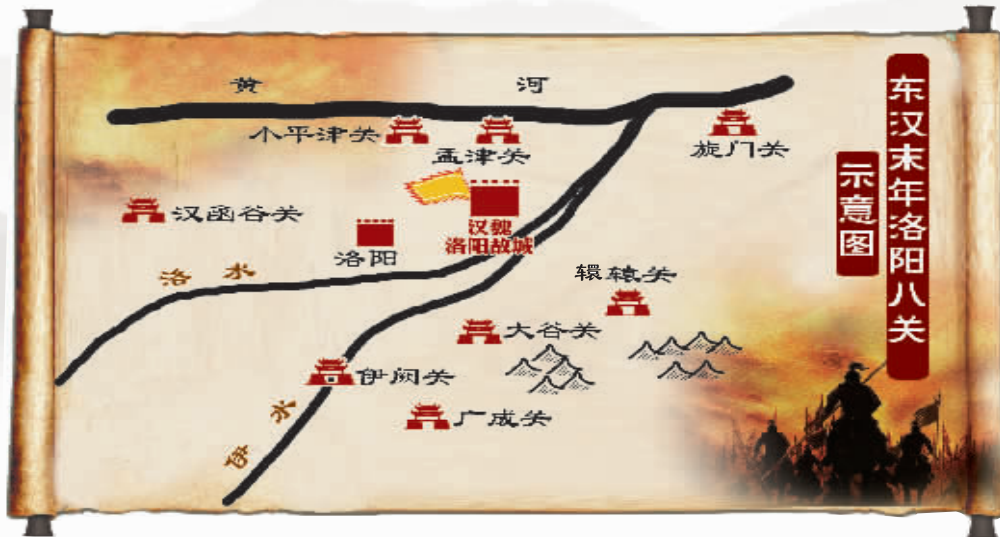 东汉末年洛阳八关
示意图
黄 河
小平津关
孟津关
旋门关
汉函谷关
洛阳
汉魏
洛阳故城
洛水
轘辕关
大谷关
伊阙关
广成关
伊水